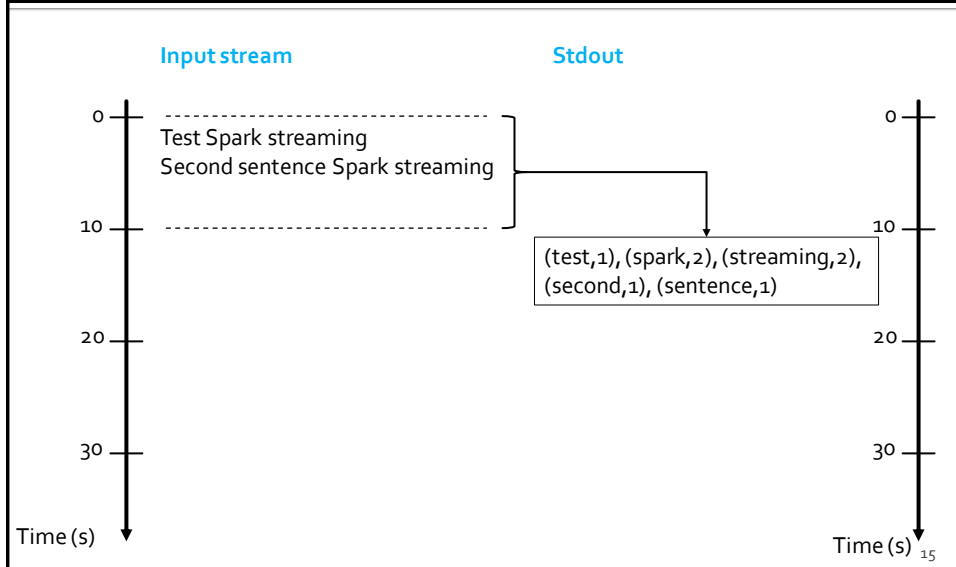 Input stream
Stdout
0
0
Test Spark streaming
Second sentence Spark streaming
10
10
(test,1), (spark,2), (streaming,2),
(second,1), (sentence,1)
20
20
30
30
Time (s)
Time (s)
15